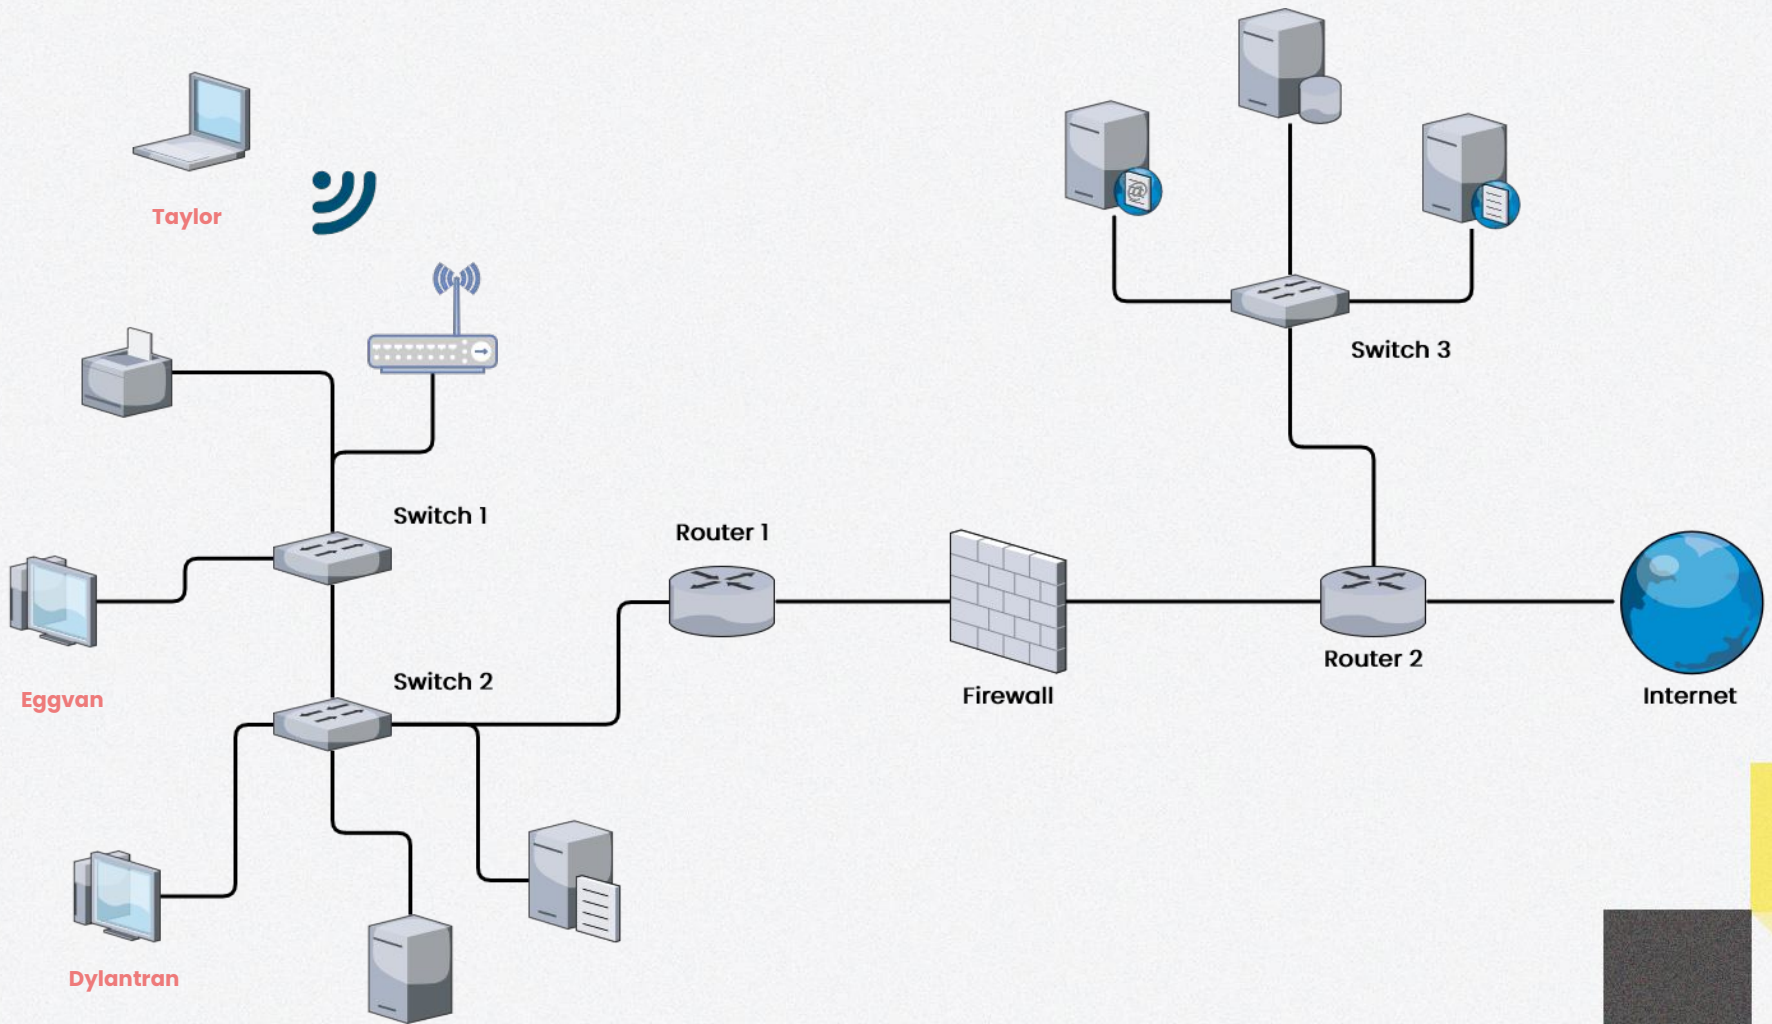 Taylor
Switch 3
Switch 1
Router 1
Router 2
Switch 2
Firewall
Internet
Eggvan
Dylantran